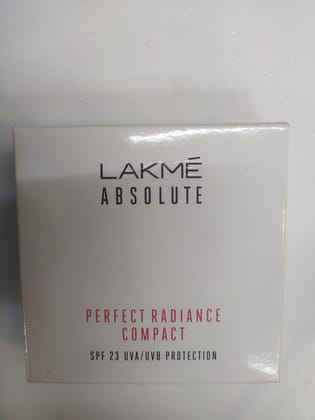 LAKMÉ
ABSOLUTE
PERFECT RADIANCE
COMPACT
SPF 23 UVA/UVB PROTECTION